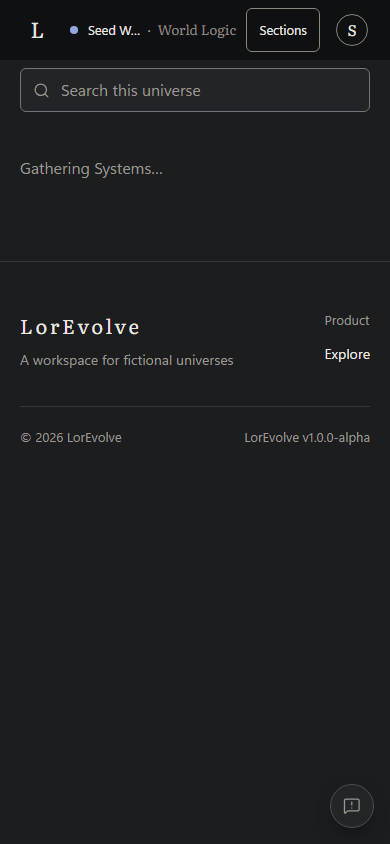 L Seed W... · World Logic Sections S
Search this universe
Gathering Systems...
LorEvolve
A workspace for fictional universes
Product
Explore
© 2026 LorEvolve
LorEvolve v1.0.0-alpha